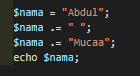 $nama = "Abdul";
$nama .= " ";
$nama .= "Mucaa";
echo $nama;